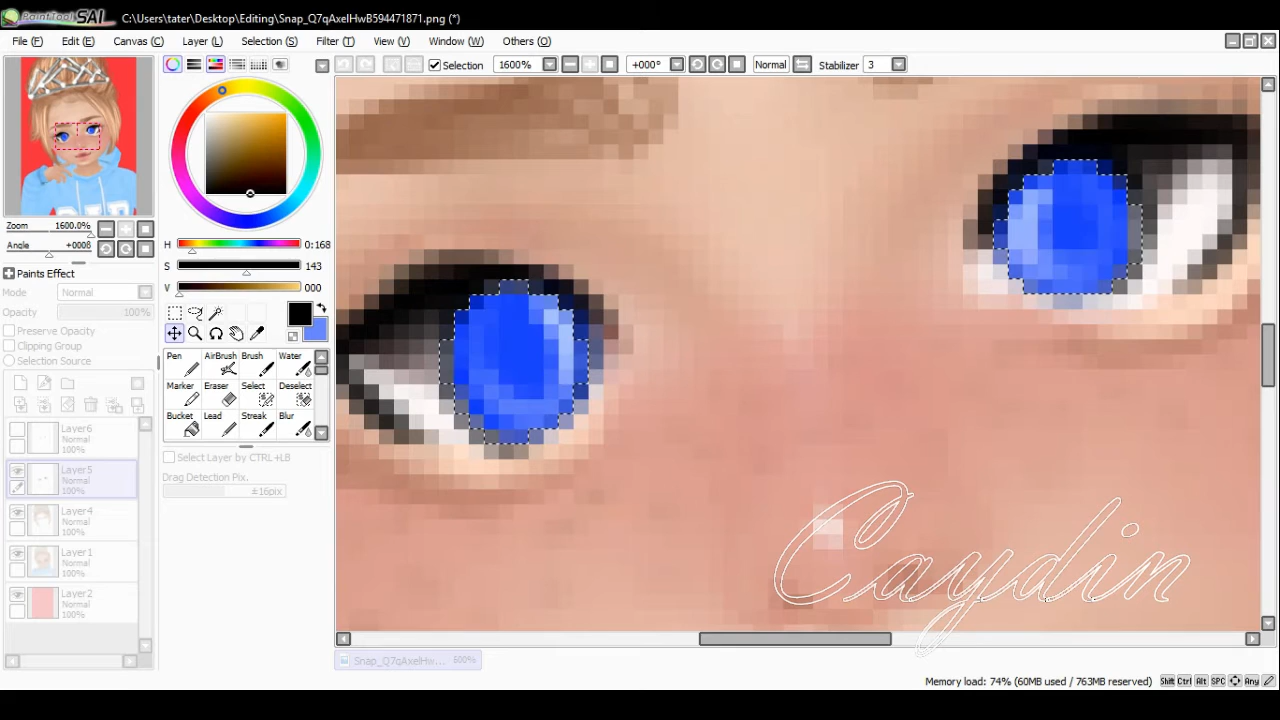 PaintTool SAI C:\Users\tater\Desktop\Editing\Snap_Q7qAxelHwB594471871.png (*)
File (F) Edit (E) Canvas (C) Layer (L) Selection (S) Filter (T) View (V) Window (W) Others (O)
Selection 1600% +000° Normal Stabilizer 3
Zoom 1600.0%
Angle +000ß
Paints Effect
Mode Normal
Opacity 100%
Preserve Opacity
Clipping Group
Selection Source
Layer6
Normal
100%
Layer5
Normal
100%
Layer4
Normal
100%
Layer1
Normal
100%
Layer2
Normal
100%
H 0:168
S 143
V 000
Pen AirBrush Brush Water
Marker Eraser Select Deselect
Bucket Lead Streak Blur
Select Layer by CTRL+LB
Drag Detection Pix.
±16pix
Caydin
Snap_Q7qAxelHw... 600%
Memory load: 74% (60MB used / 763MB reserved) Shift Ctrl Alt SPC Any